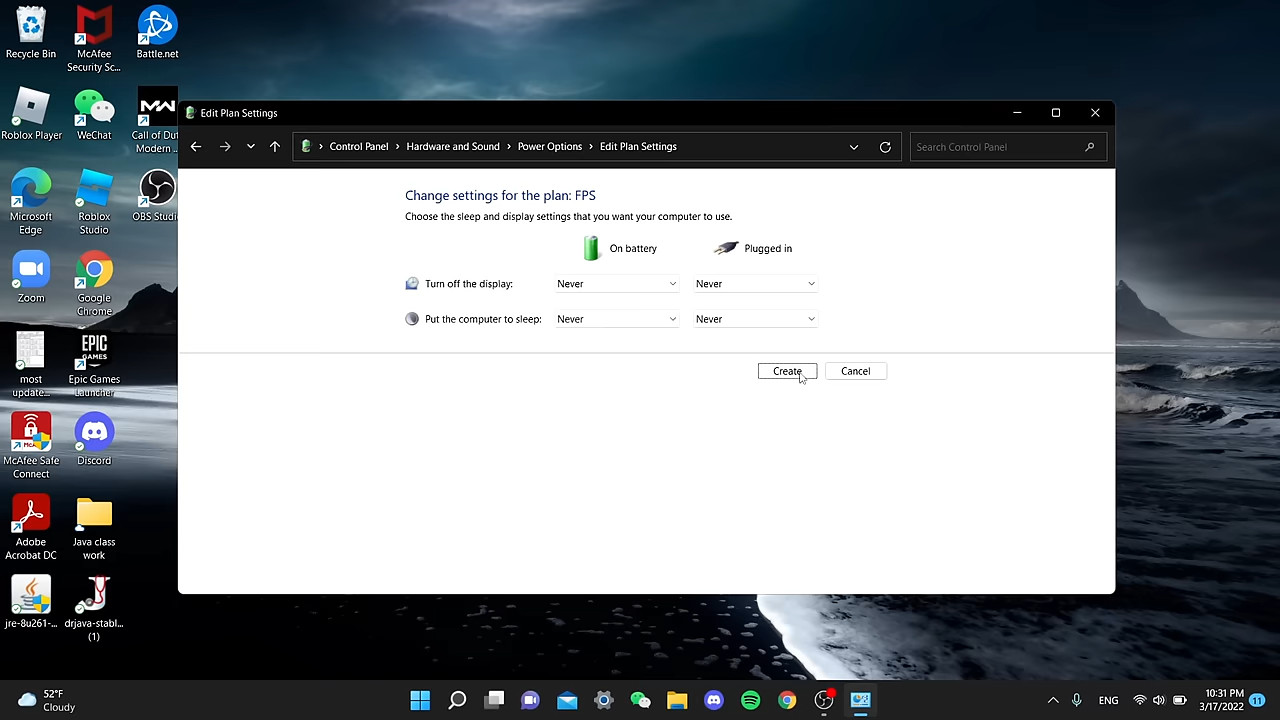 Recycle Bin
McAfee Security Sc...
Battle.net
Roblox Player
WeChat
MW
Call of Dut
Modern ...
Microsoft Edge
Roblox Studio
OBS Studi
Zoom
Google Chrome
most update...
EPIC GAMES
Epic Games Launcher
McAfee Safe Connect
Discord
Adobe Acrobat DC
Java class work
jre-8u261-...
drjava-stabl... (1)
Edit Plan Settings
Control Panel > Hardware and Sound > Power Options > Edit Plan Settings
Search Control Panel
Change settings for the plan: FPS
Choose the sleep and display settings that you want your computer to use.
On battery Plugged in
Turn off the display: Never Never
Put the computer to sleep: Never Never
Create Cancel
52°F
Cloudy
ENG
10:31 PM
3/17/2022
11